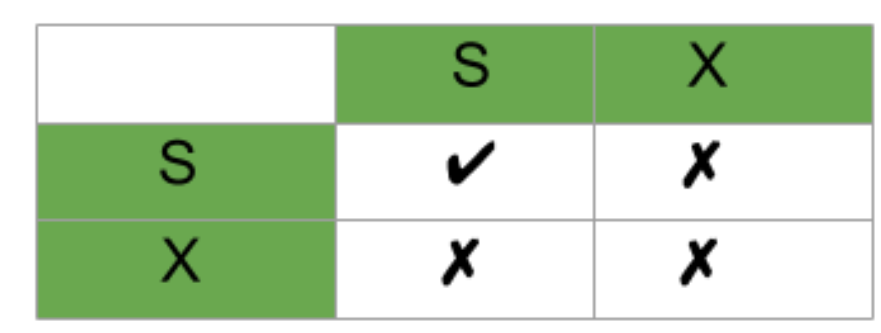 S X
S ✔ ✗
X ✗ ✗